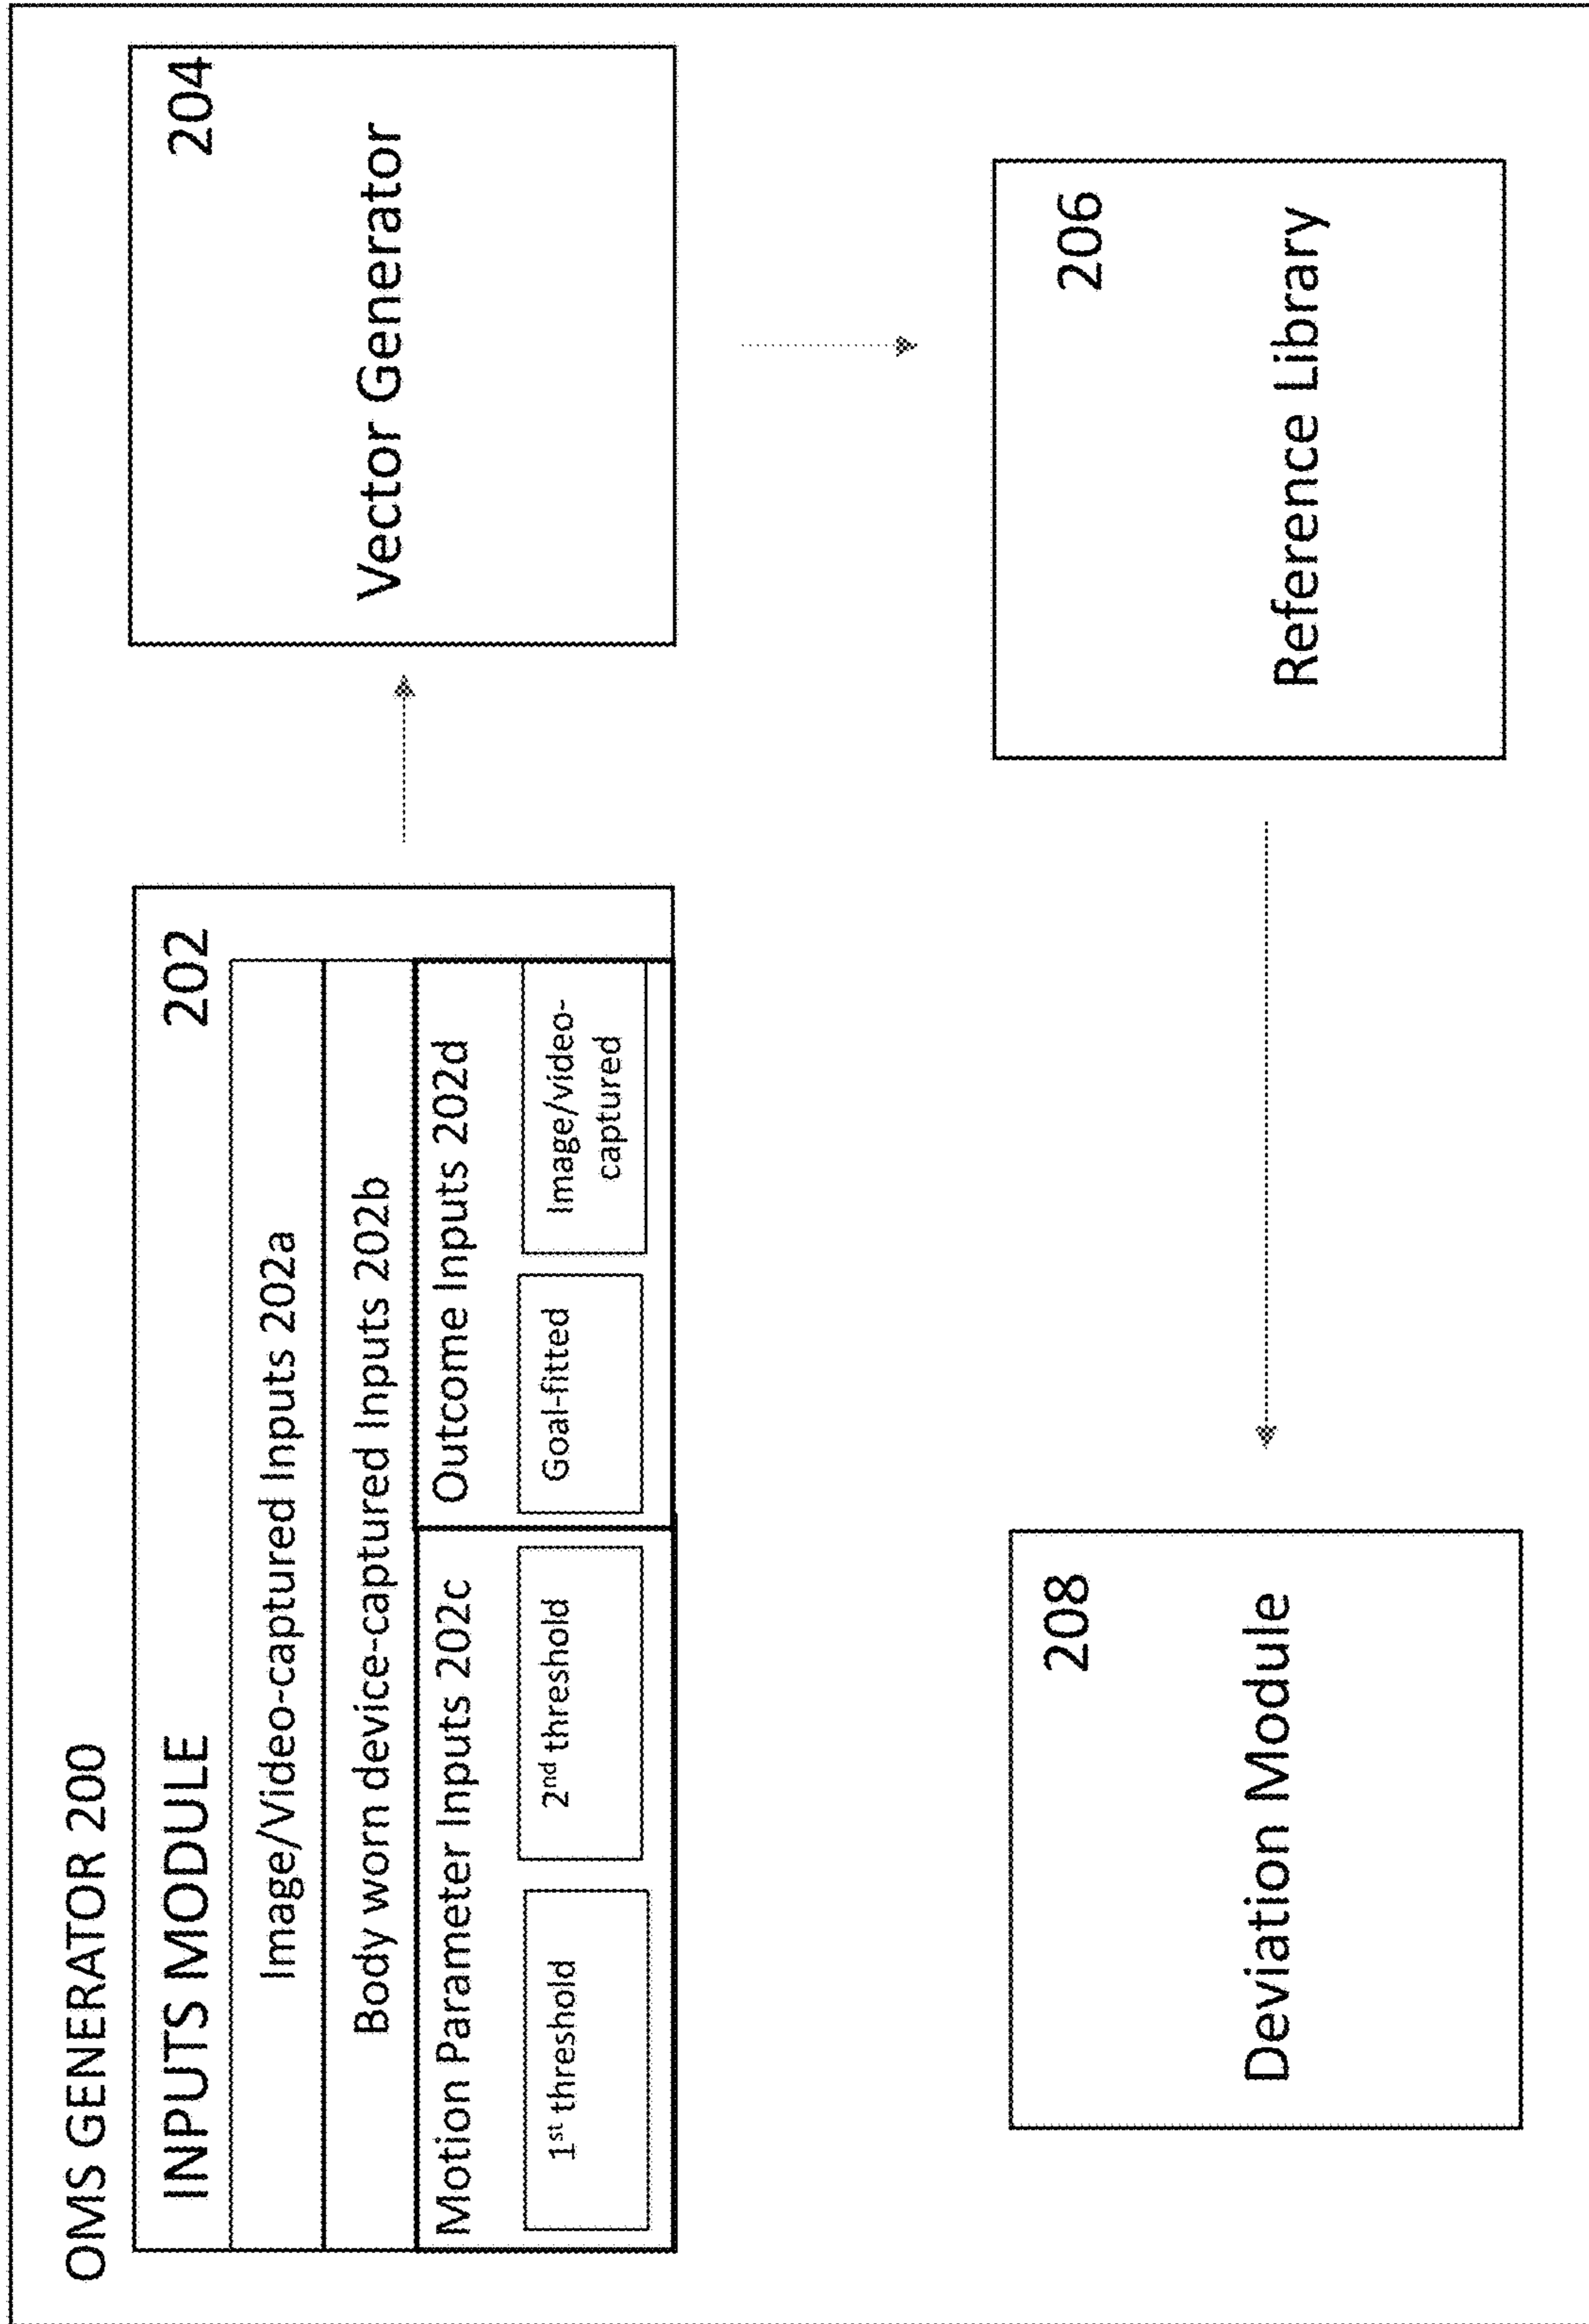 OMS GENERATOR 200
INPUTS MODULE 202
Image/Video-captured Inputs 202a
Body worn device-captured Inputs 202b
Motion Parameter Inputs 202c
1st threshold
2nd threshold
Outcome Inputs 202d
Goal-fitted
Image/video-
captured
204
Vector Generator
206
Reference Library
208
Deviation Module